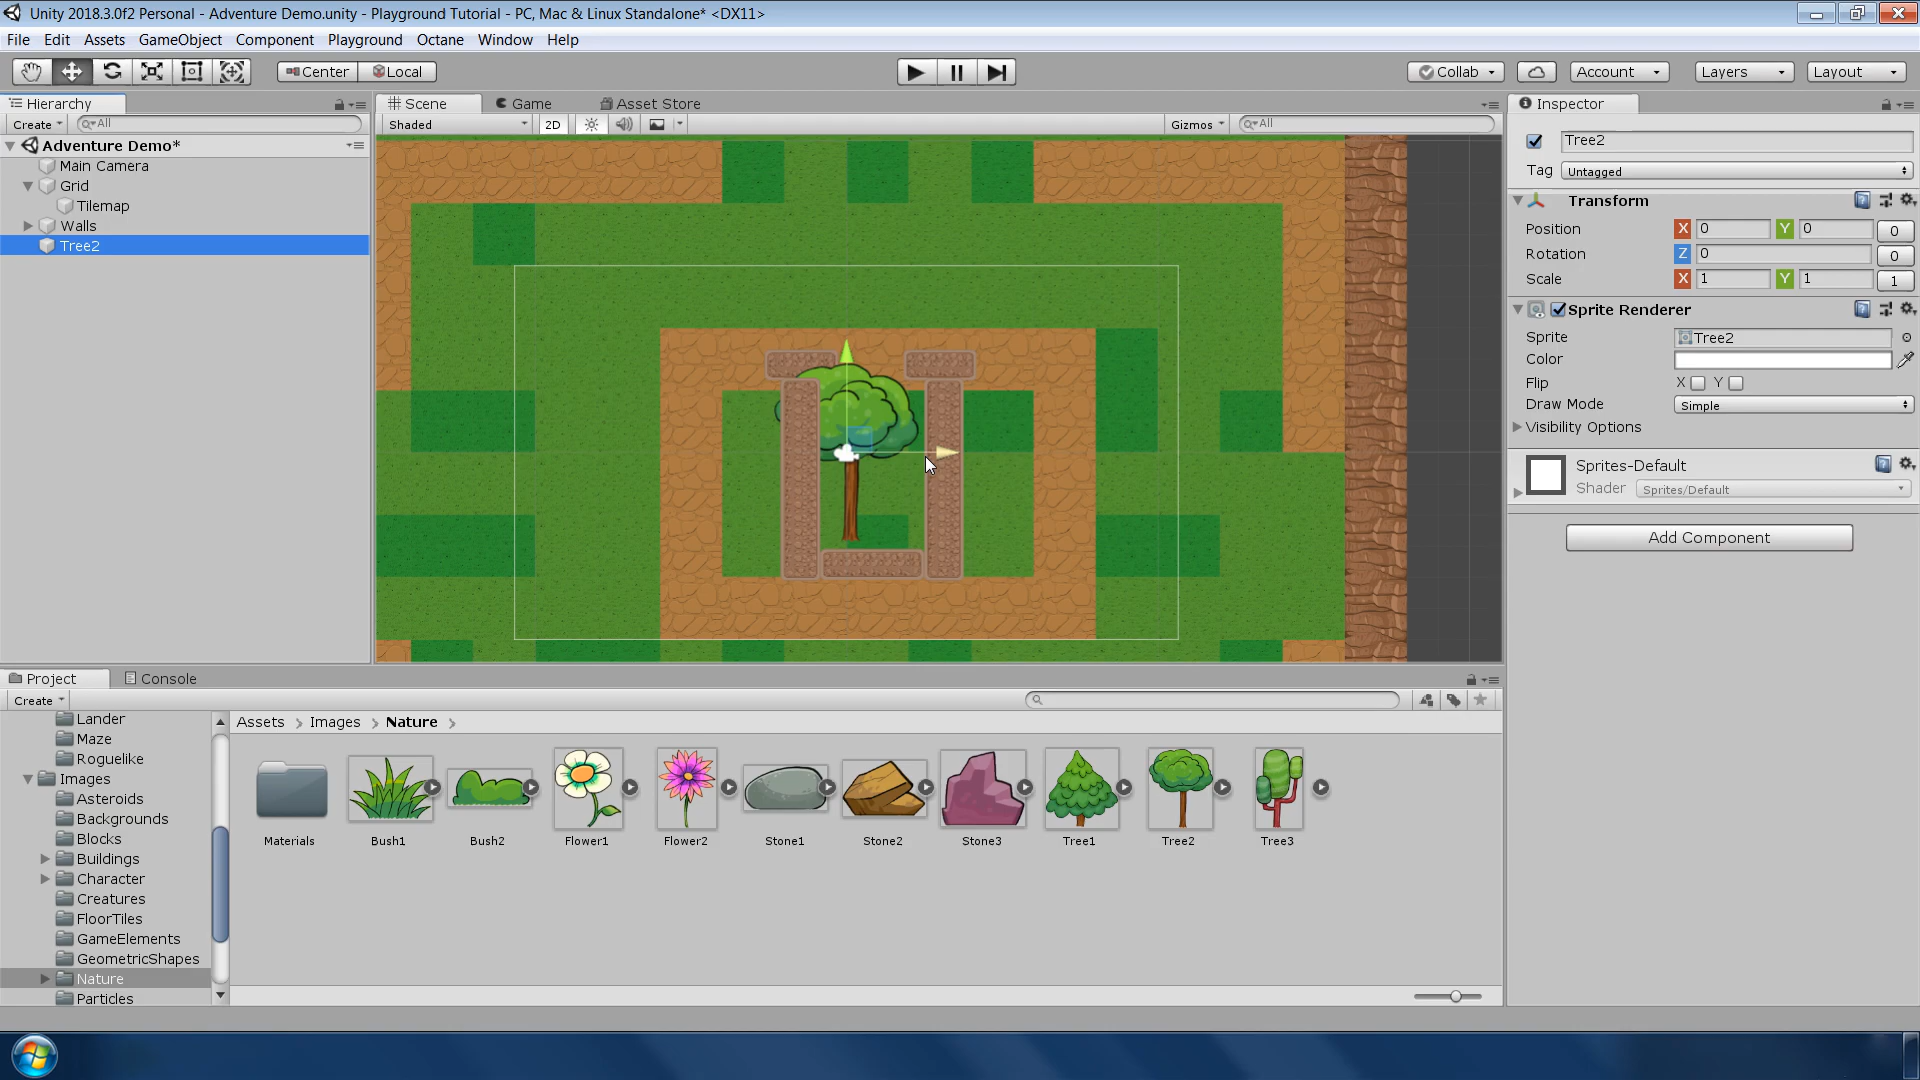 Unity 2018.3.0f2 Personal - Adventure Demo.unity - Playground Tutorial - PC, Mac & Linux Standalone* <DX11>
File Edit Assets GameObject Component Playground Octane Window Help
Center Local Collab Account Layers Layout
Hierarchy
Create All
Adventure Demo*
Main Camera
Grid
Tilemap
Walls
Tree2
Scene Game Asset Store
Shaded 2D Gizmos All
Inspector
Tree2
Tag Untagged
Transform
Position X 0 Y 0 0
Rotation Z 0 0
Scale X 1 Y 1 1
Sprite Renderer
Sprite Tree2
Color
Flip X Y
Draw Mode Simple
Visibility Options
Sprites-Default
Shader Sprites/Default
Add Component
Project Console
Create
Lander
Maze
Roguelike
Images
Asteroids
Backgrounds
Blocks
Buildings
Character
Creatures
FloorTiles
GameElements
GeometricShapes
Nature
Particles
Assets > Images > Nature >
Materials Bush1 Bush2 Flower1 Flower2 Stone1 Stone2 Stone3 Tree1 Tree2 Tree3